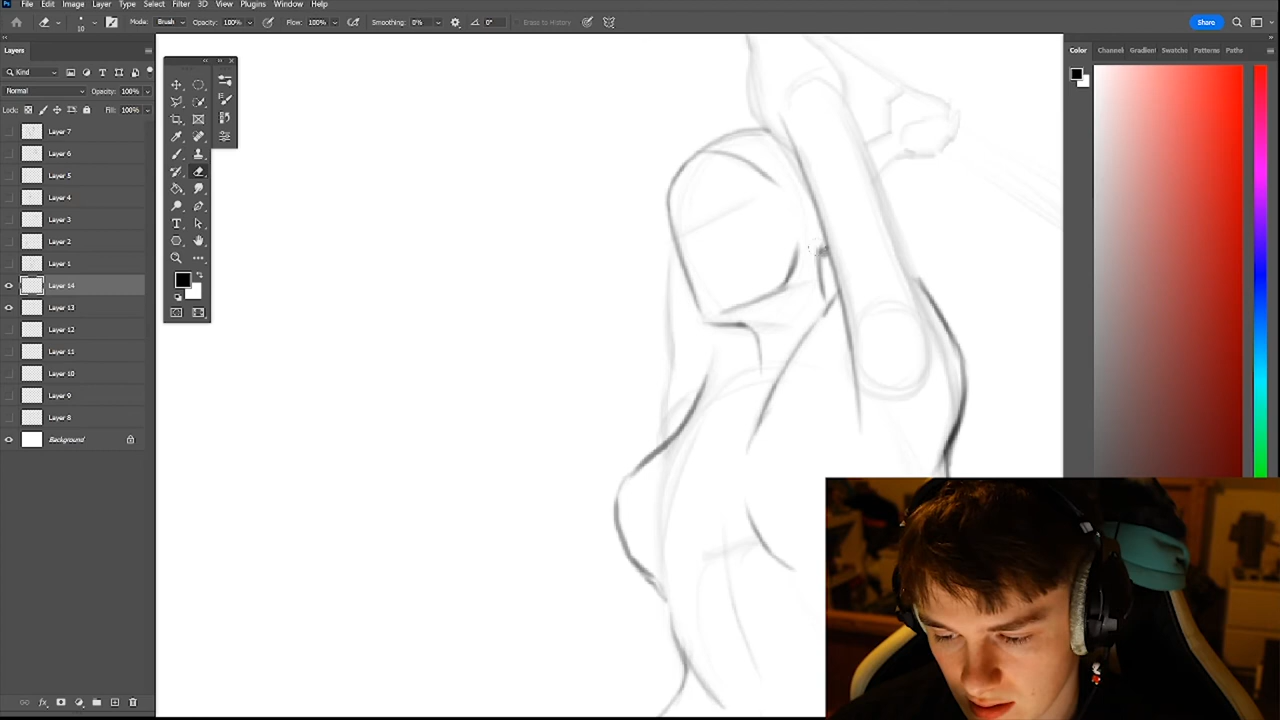 File Edit Image Layer Type Select Filter 3D View Plugins Window Help
Mode: Brush Opacity: 100% Flow: 100% Smoothing: 0% 0° Erase to History Share
10
Layers
Kind
Normal Opacity: 100%
Lock: Fill: 100%
Layer 7
Layer 6
Layer 5
Layer 4
Layer 3
Layer 2
Layer 1
Layer 14
Layer 13
Layer 12
Layer 11
Layer 10
Layer 9
Layer 8
Background
Color Channels Gradients Swatches Patterns Paths